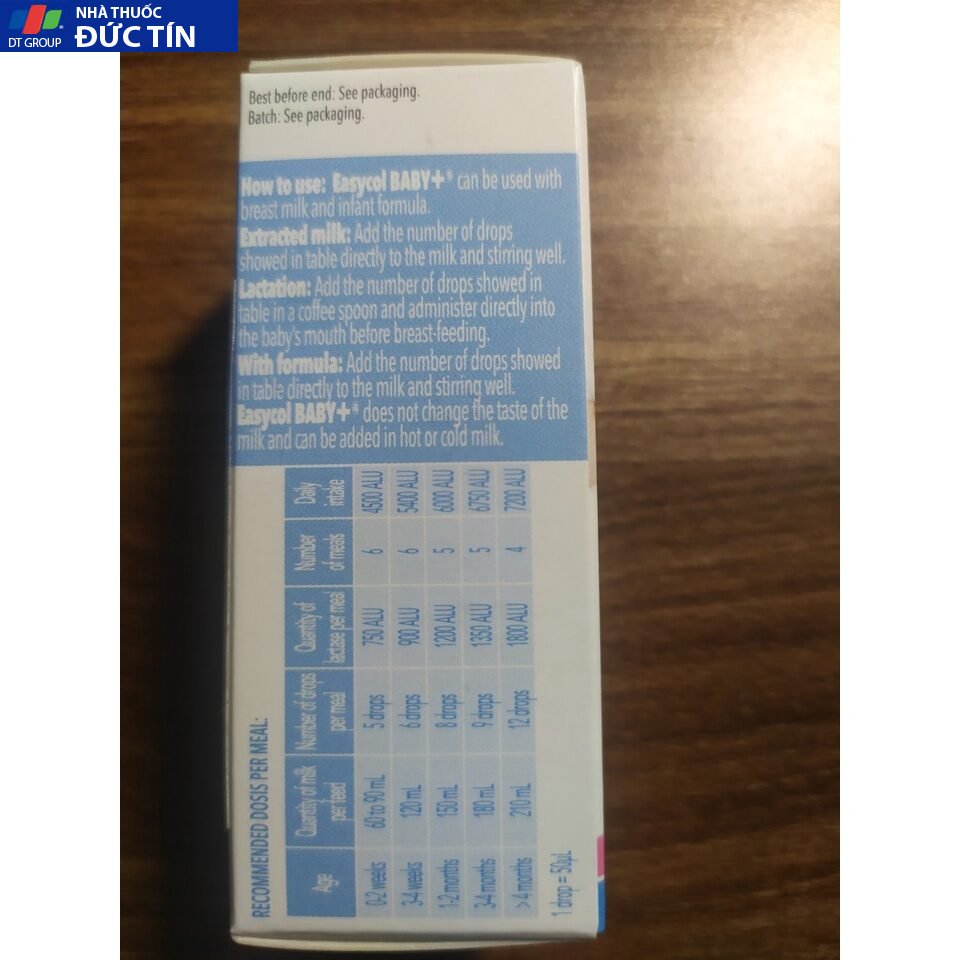 NHÀ THUỐC
ĐỨC TÍN
DT GROUP
Best before end: See packaging.
Batch: See packaging.
How to use: Easycol BABY+® can be used with
breast milk and infant formula.
Extracted milk: Add the number of drops
showed in table directly to the milk and stirring well.
Lactation: Add the number of drops showed in
table in a coffee spoon and administer directly into
the baby's mouth before breast-feeding.
With formula: Add the number of drops showed
in table directly to the milk and stirring well.
Easycol BABY+® does not change the taste of the
milk and can be added in hot or cold milk.
RECOMMENDED DOSIS PER MEAL:
Age Quantity of milk per feed Number of drops per meal Quantity of lactase per meal Number of meals Daily intake
0-2 weeks 60 to 90 mL 5 drops 750 ALU 6 4500 ALU
3-4 weeks 120 mL 6 drops 900 ALU 6 5400 ALU
1-2 months 150 mL 8 drops 1200 ALU 5 6000 ALU
3-4 months 180 mL 9 drops 1350 ALU 5 6750 ALU
>4 months 210 mL 12 drops 1800 ALU 4 7200 ALU
1 drop = 50µL